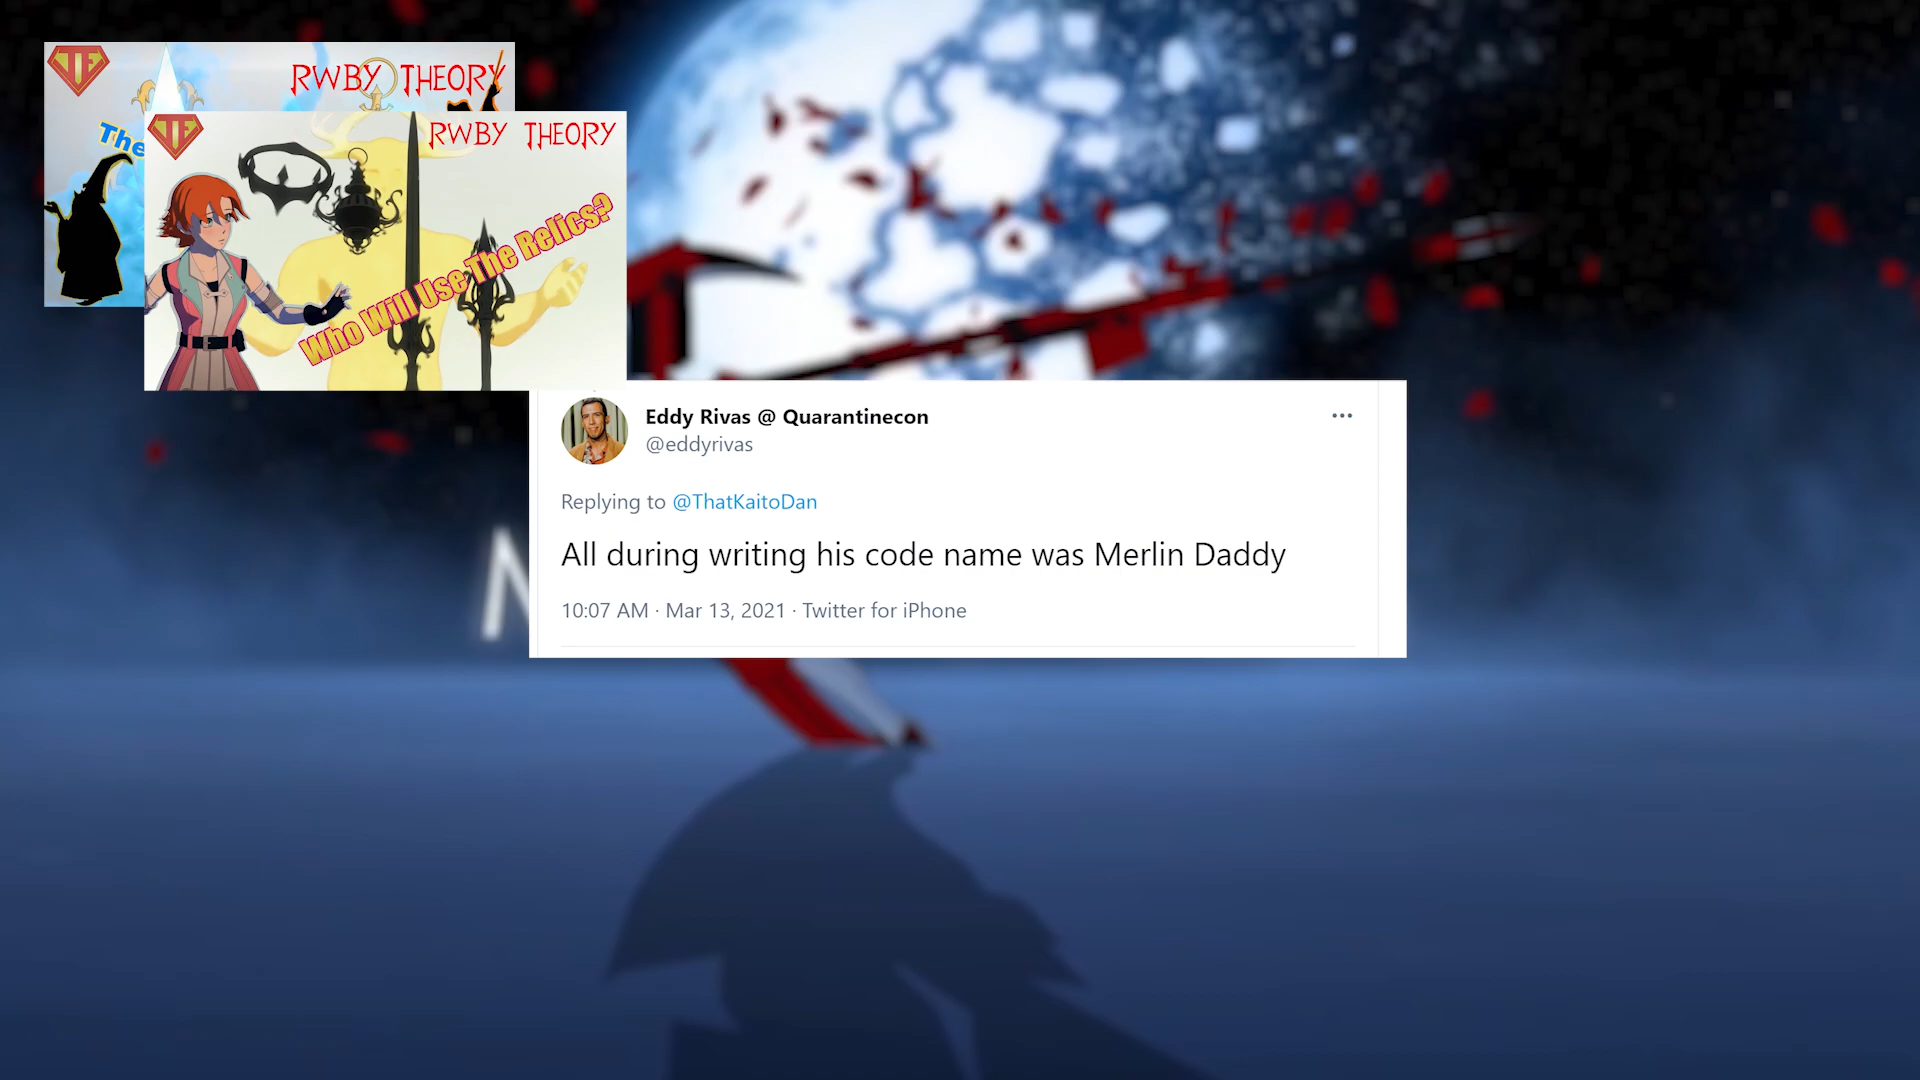 RWBY THEORY
The
TF
RWBY THEORY
Who Will Use The Relics?
Eddy Rivas @ Quarantinecon
@eddyrivas
Replying to @ThatKaitoDan
All during writing his code name was Merlin Daddy
10:07 AM · Mar 13, 2021 · Twitter for iPhone